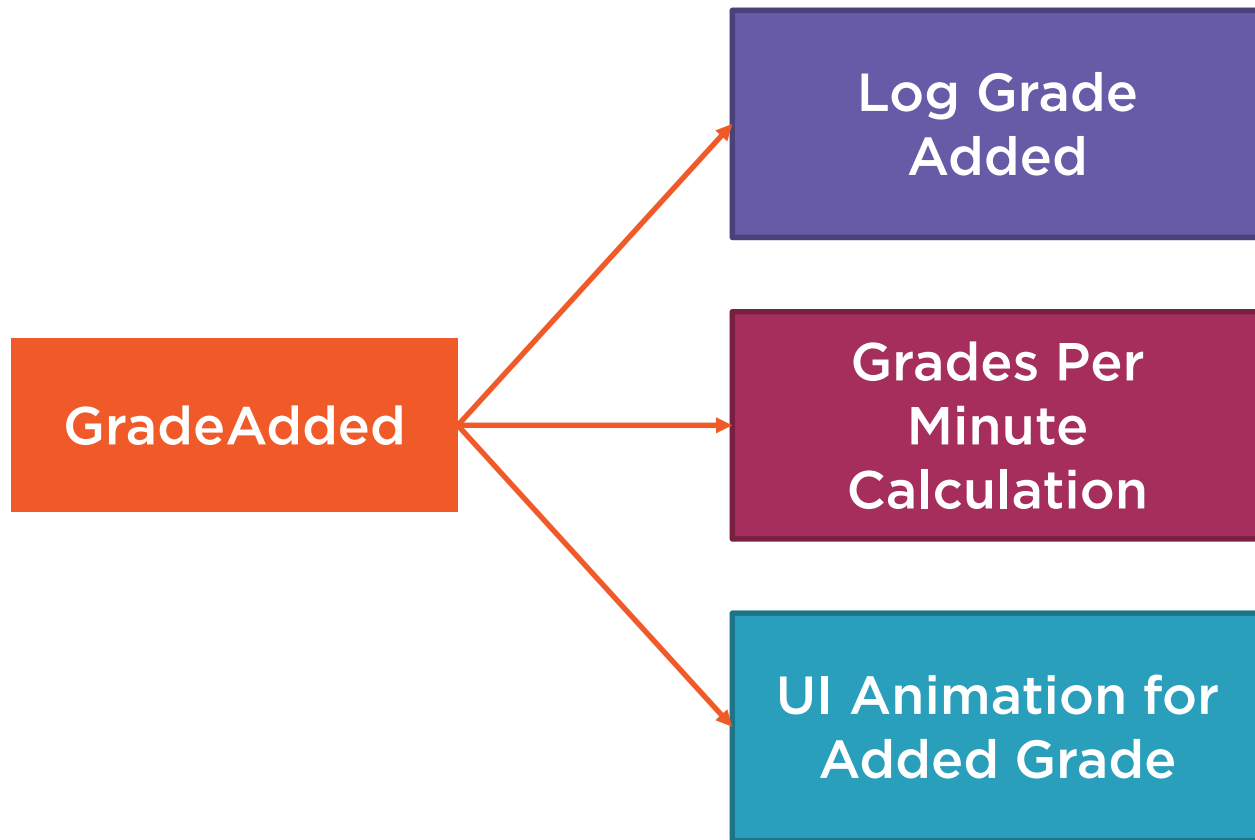 Log Grade
Added
GradeAdded
Grades Per
Minute
Calculation
UI Animation for
Added Grade